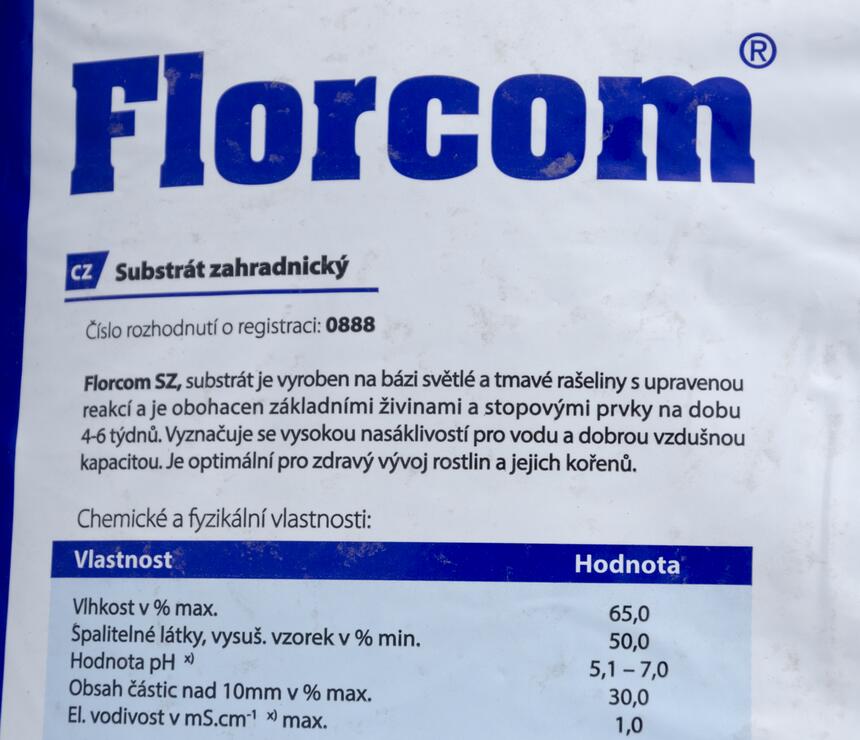 Florcom®
CZ Substrát zahradnický
Číslo rozhodnutí o registraci: 0888
Florcom SZ, substrát je vyroben na bázi světlé a tmavé rašeliny s upravenou
reakcí a je obohacen základními živinami a stopovými prvky na dobu
4-6 týdnů. Vyznačuje se vysokou nasáklivostí pro vodu a dobrou vzdušnou
kapacitou. Je optimální pro zdravý vývoj rostlin a jejich kořenů.
Chemické a fyzikální vlastnosti:
Vlastnost Hodnota
Vlhkost v % max. 65,0
Spalitelné látky, vysuš. vzorek v % min. 50,0
Hodnota pH x) 5,1 – 7,0
Obsah částic nad 10mm v % max. 30,0
El. vodivost v mS.cm⁻¹ x) max. 1,0